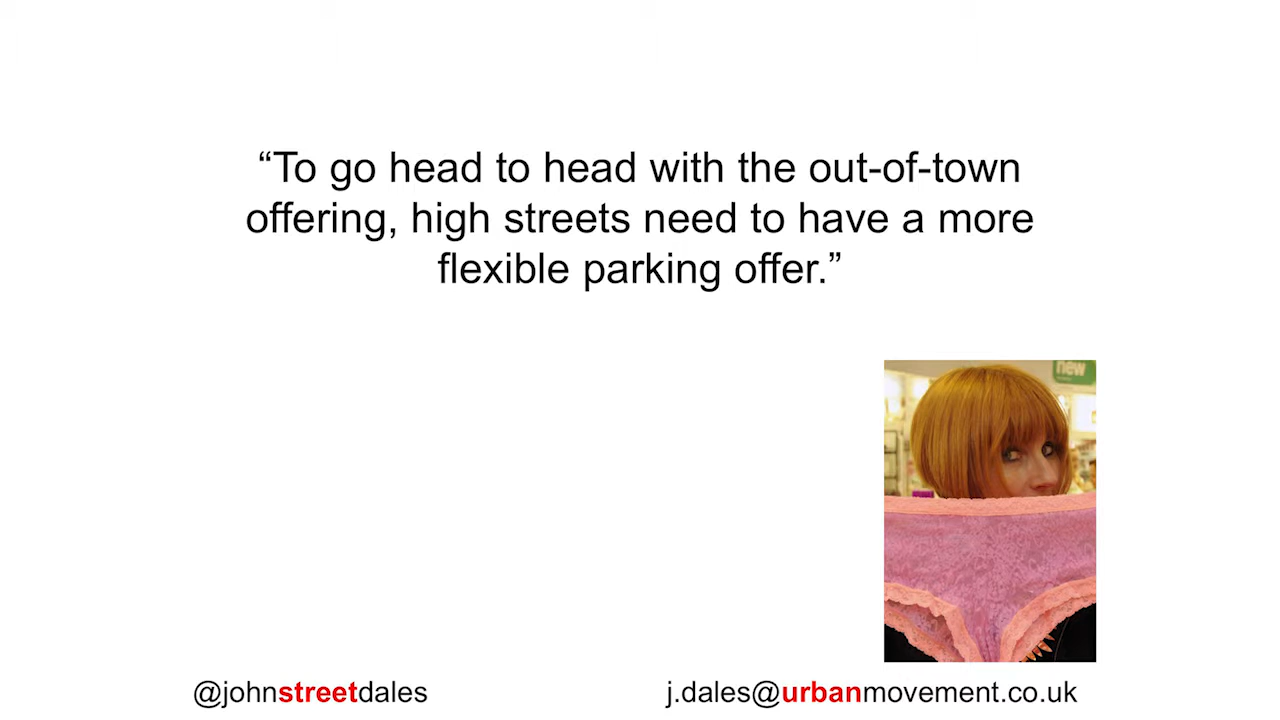 “To go head to head with the out-of-town
offering, high streets need to have a more
flexible parking offer.”
new
@johnstreetdales
j.dales@urbanmovement.co.uk